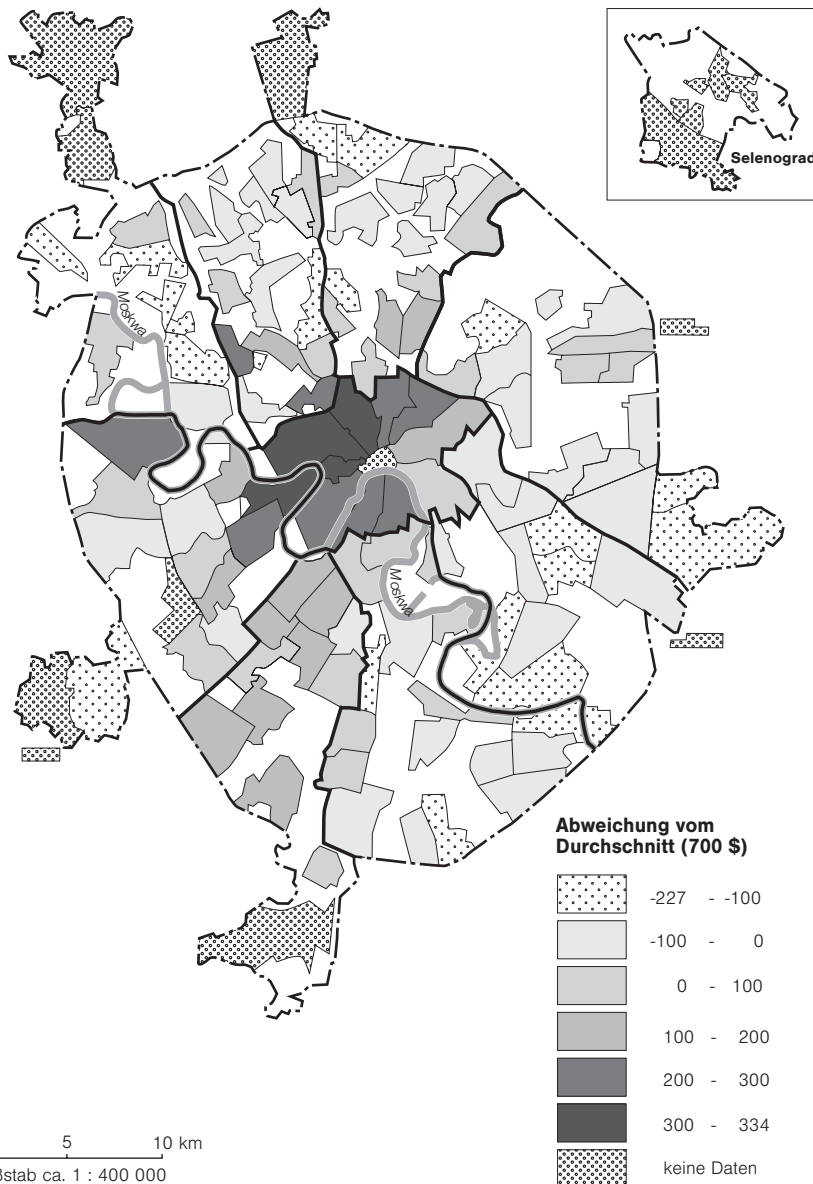 Selenograd
Moskwa
Moskwa
Abweichung vom
Durchschnitt (700 $)
-227 - -100
-100 - 0
0 - 100
100 - 200
200 - 300
300 - 334
keine Daten
5 10 km
ßstab ca. 1 : 400 000